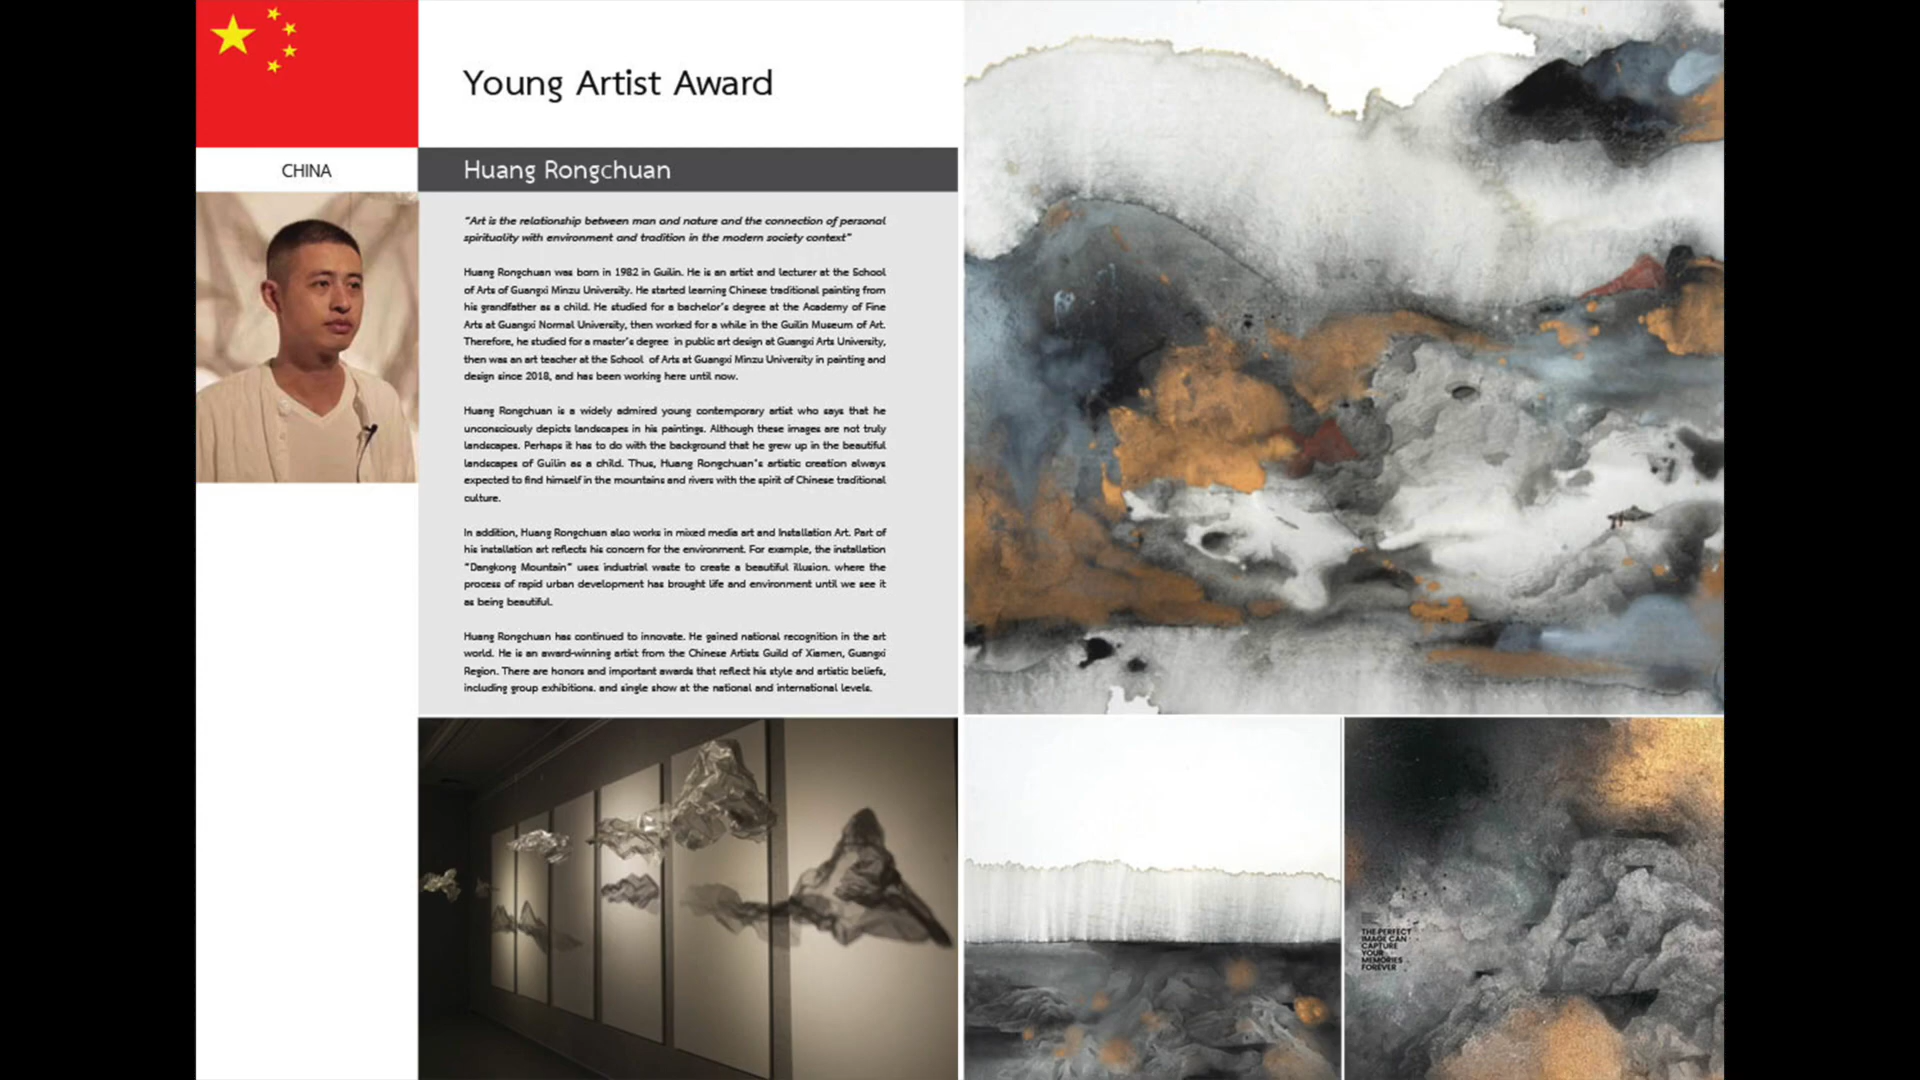 Young Artist Award
CHINA
Huang Rongchuan
“Art is the relationship between man and nature and the connection of personal
spirituality with environment and tradition in the modern society context”
Huang Rongchuan was born in 1982 in Guilin. He is an artist and lecturer at the School
of Arts of Guangxi Minzu University. He started learning Chinese traditional painting from
his grandfather as a child. He studied for a bachelor’s degree at the Academy of Fine
Arts at Guangxi Normal University, then worked for a while in the Guilin Museum of Art.
Therefore, he studied for a master’s degree in public art design at Guangxi Arts University,
then was an art teacher at the School of Arts at Guangxi Minzu University in painting and
design since 2018, and has been working here until now.
Huang Rongchuan is a widely admired young contemporary artist who says that he
unconsciously depicts landscapes in his paintings. Although these images are not truly
landscapes. Perhaps it has to do with the background that he grew up in the beautiful
landscapes of Guilin as a child. Thus, Huang Rongchuan’s artistic creation always
expected to find himself in the mountains and rivers with the spirit of Chinese traditional
culture.
In addition, Huang Rongchuan also works in mixed media art and Installation Art. Part of
his installation art reflects his concern for the environment. For example, the installation
“Dangkong Mountain” uses industrial waste to create a beautiful illusion. where the
process of rapid urban development has brought life and environment until we see it
as being beautiful.
Huang Rongchuan has continued to innovate. He gained national recognition in the art
world. He is an award-winning artist from the Chinese Artists Guild of Xiamen, Guangxi
Region. There are honors and important awards that reflect his style and artistic beliefs,
including group exhibitions. and single show at the national and international levels.
THE PERFECT
IMAGE CAN
CAPTURE
YOUR
MEMORIES
FOREVER